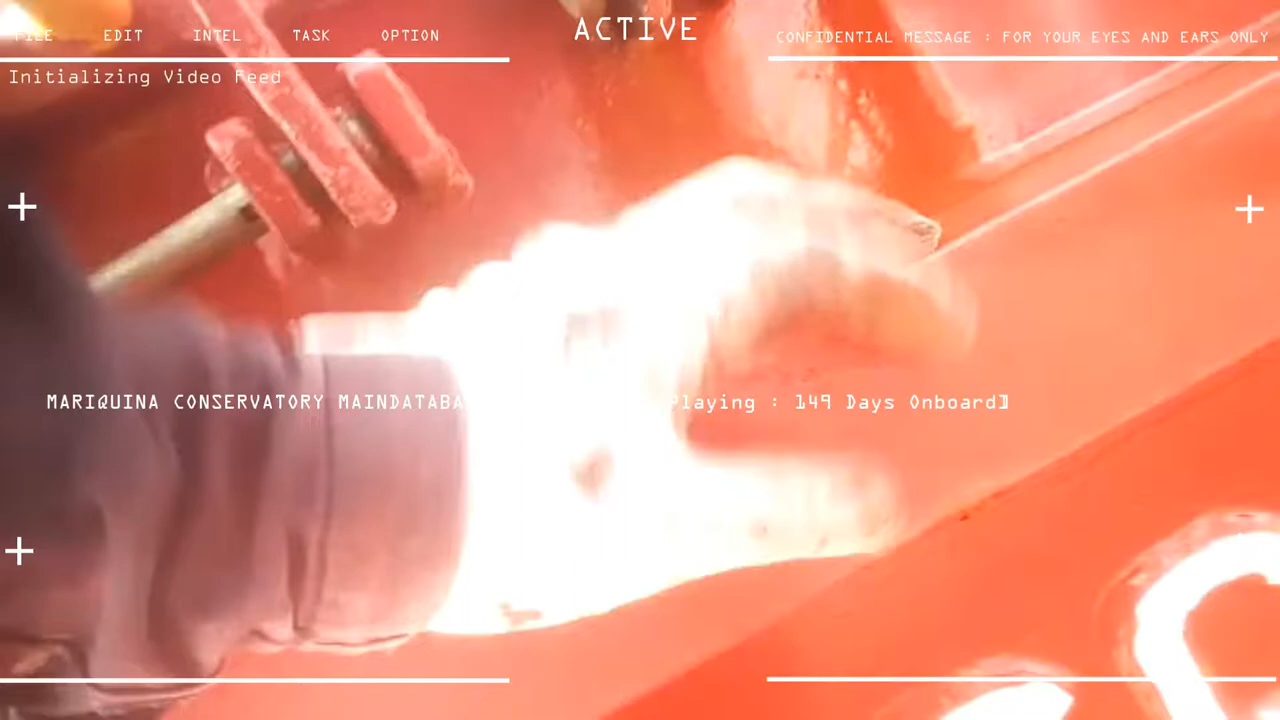 FILE EDIT INTEL TASK OPTION
ACTIVE
CONFIDENTIAL MESSAGE : FOR YOUR EYES AND EARS ONLY
Initializing Video Feed
MARIQUINA CONSERVATORY Playing : 149 Days Onboard]